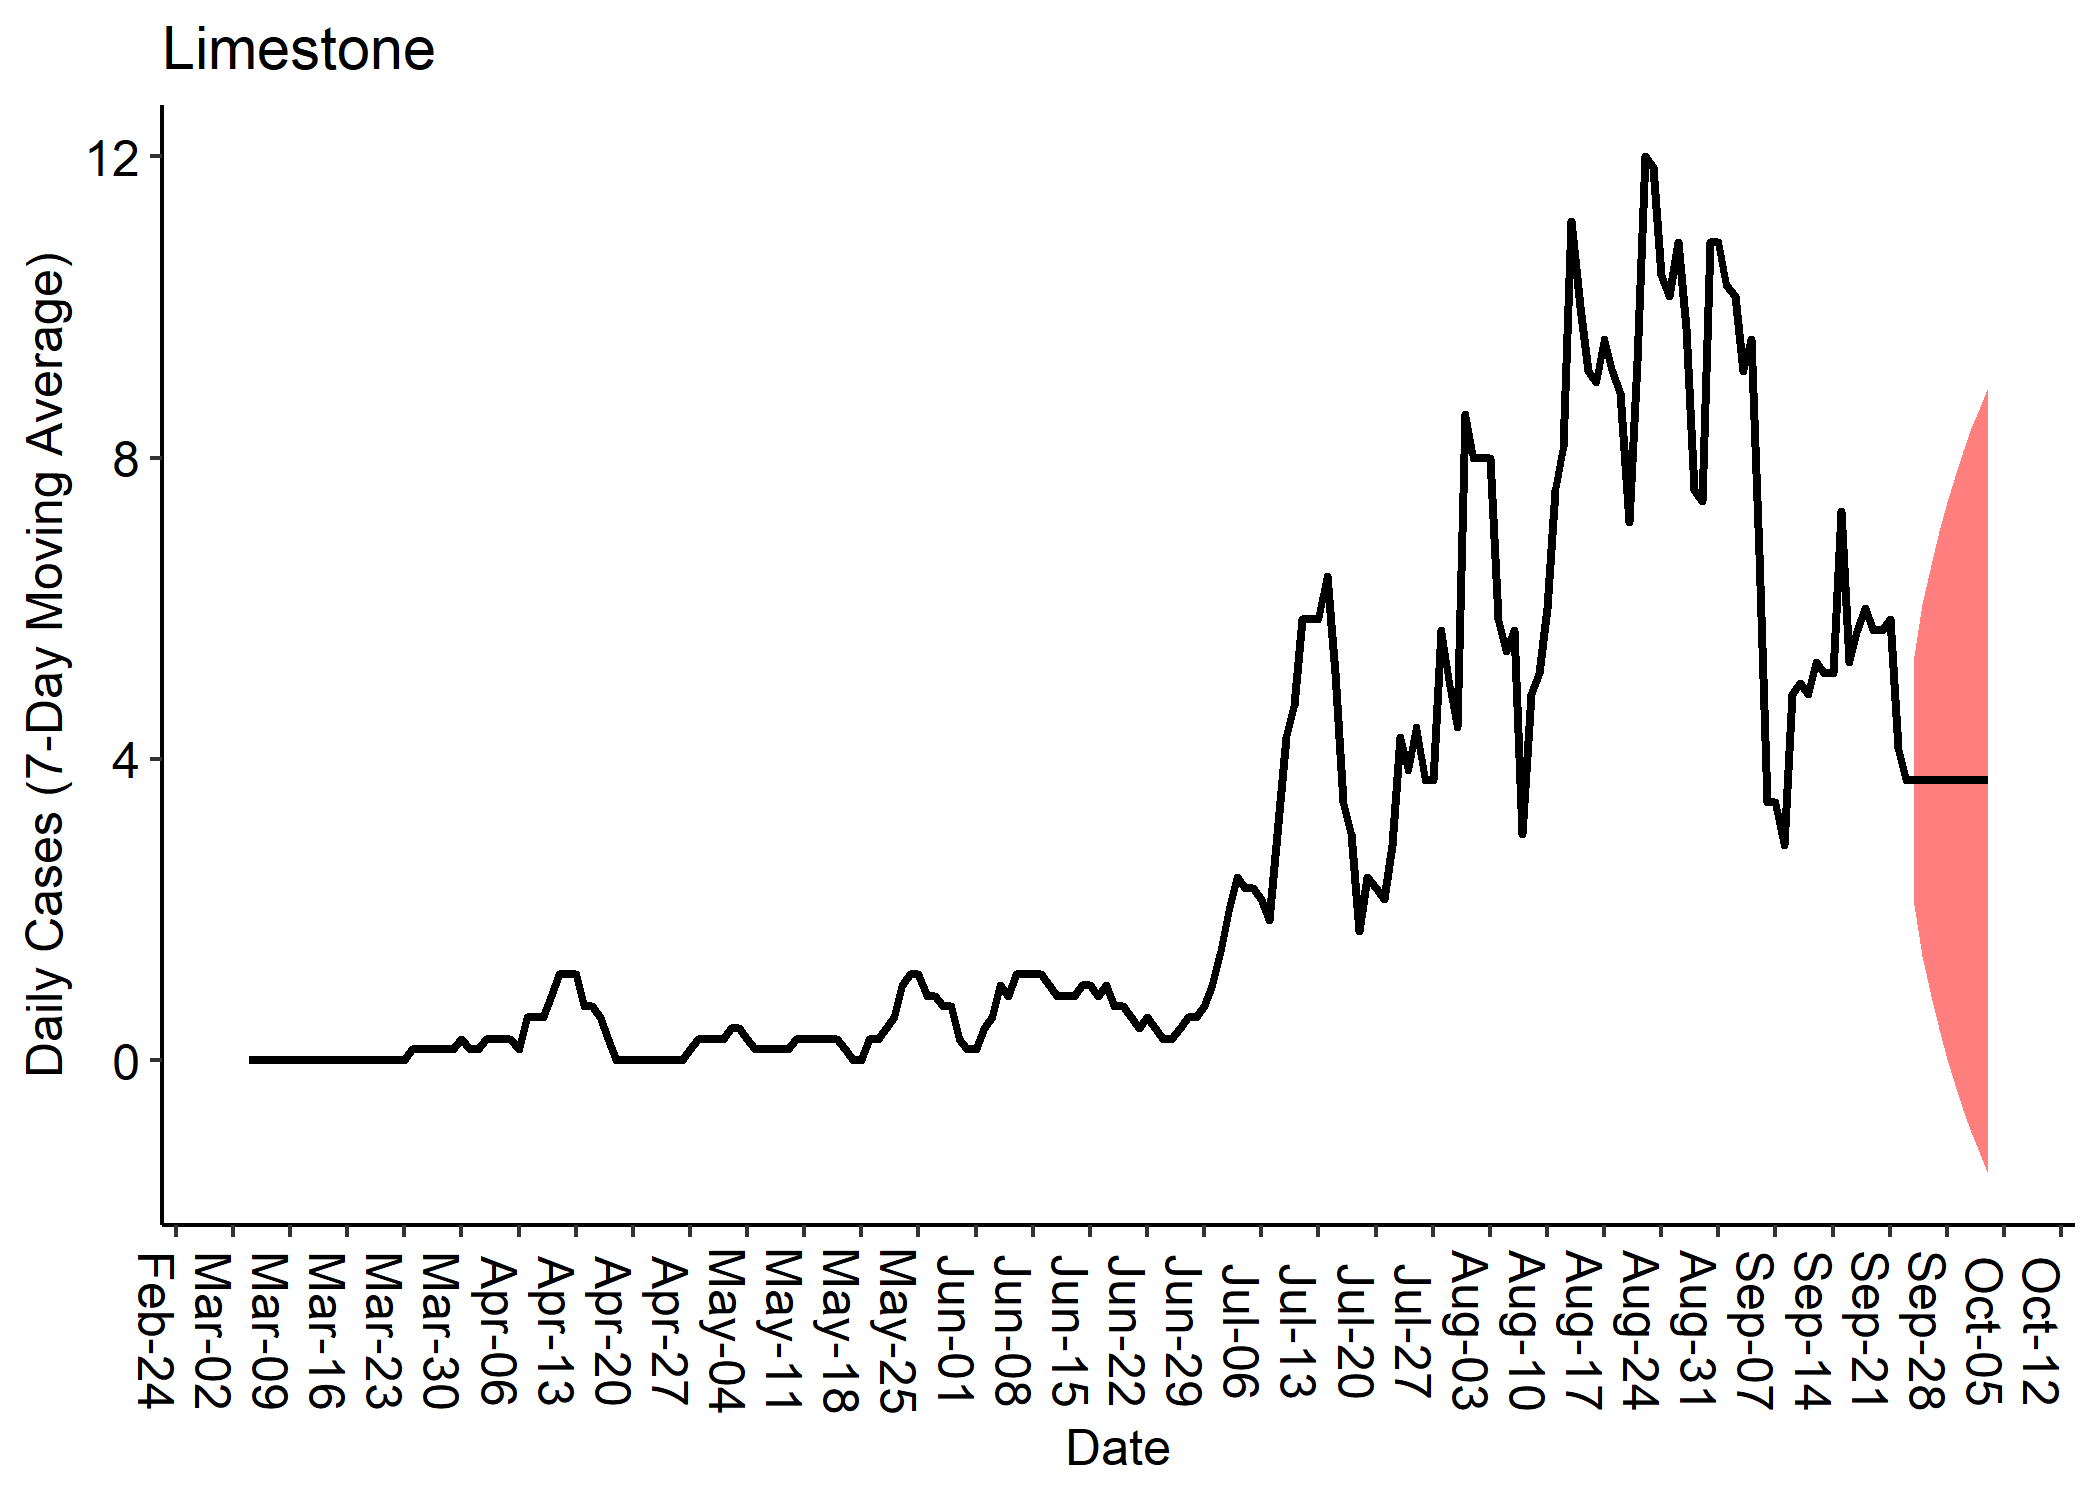 Limestone
Daily Cases (7-Day Moving Average)
12
8
4
0
Feb-24
Mar-02
Mar-09
Mar-16
Mar-23
Mar-30
Apr-06
Apr-13
Apr-20
Apr-27
May-04
May-11
May-18
May-25
Jun-01
Jun-08
Jun-15
Jun-22
Jun-29
Jul-06
Jul-13
Jul-20
Jul-27
Aug-03
Aug-10
Aug-17
Aug-24
Aug-31
Sep-07
Sep-14
Sep-21
Sep-28
Oct-05
Oct-12
Date